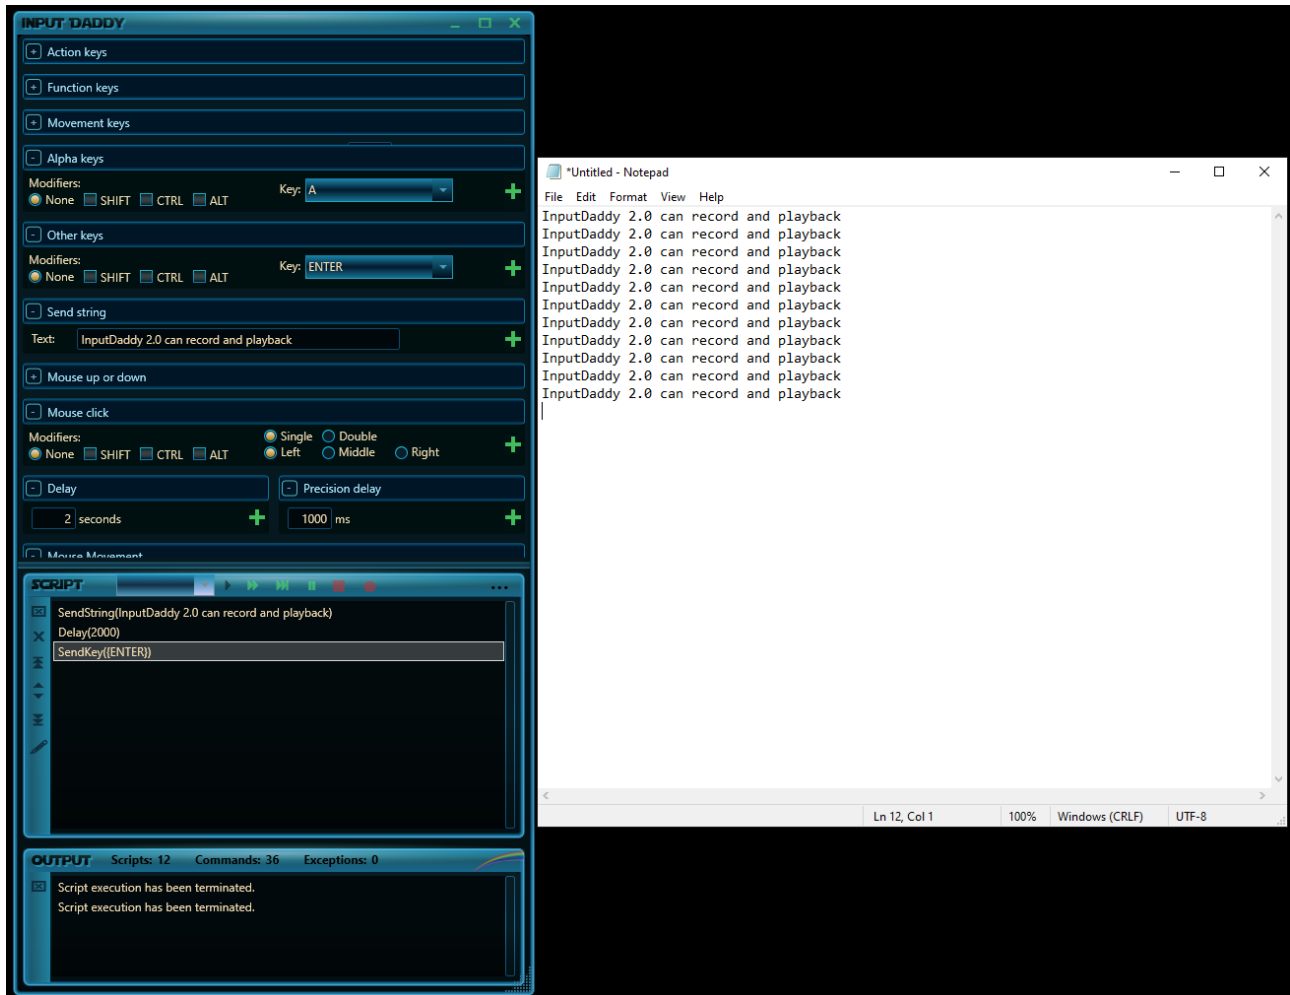 INPUT DADDY
Action keys
Function keys
Movement keys
Alpha keys
Modifiers:
None SHIFT CTRL ALT
Key: A
Other keys
Modifiers:
None SHIFT CTRL ALT
Key: ENTER
Send string
Text: InputDaddy 2.0 can record and playback
Mouse up or down
Mouse click
Modifiers:
None SHIFT CTRL ALT
Single Double
Left Middle Right
Delay
2 seconds
Precision delay
1000 ms
Mouse Movement
SCRIPT
...
SendString(InputDaddy 2.0 can record and playback)
Delay(2000)
SendKey({ENTER})
OUTPUT Scripts: 12 Commands: 36 Exceptions: 0
Script execution has been terminated.
Script execution has been terminated.
*Untitled - Notepad
File Edit Format View Help
InputDaddy 2.0 can record and playback
InputDaddy 2.0 can record and playback
InputDaddy 2.0 can record and playback
InputDaddy 2.0 can record and playback
InputDaddy 2.0 can record and playback
InputDaddy 2.0 can record and playback
InputDaddy 2.0 can record and playback
InputDaddy 2.0 can record and playback
InputDaddy 2.0 can record and playback
InputDaddy 2.0 can record and playback
InputDaddy 2.0 can record and playback
Ln 12, Col 1 100% Windows (CRLF) UTF-8